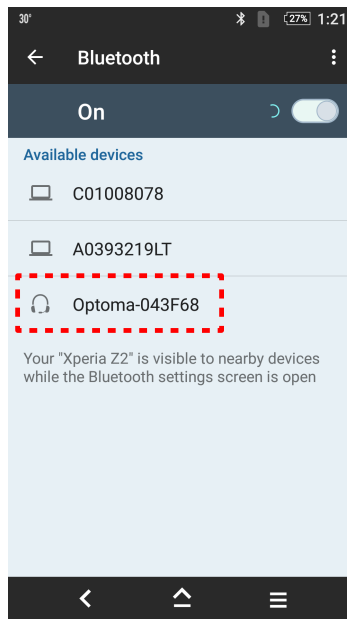 30°
27% 1:21
Bluetooth
On
Available devices
C01008078
A0393219LT
Optoma-043F68
Your "Xperia Z2" is visible to nearby devices
while the Bluetooth settings screen is open